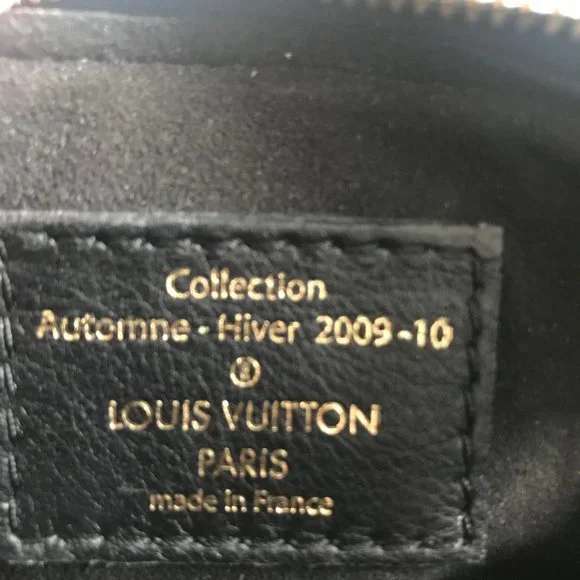 Collection
Automne - Hiver 2009-10
®
LOUIS VUITTON
PARIS
made in France